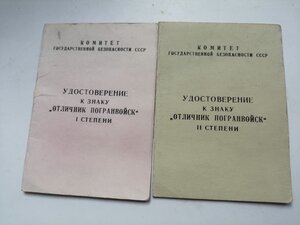 КОМИТЕТ
ГОСУДАРСТВЕННОЙ БЕЗОПАСНОСТИ СССР
УДОСТОВЕРЕНИЕ
К ЗНАКУ
„ОТЛИЧНИК ПОГРАНВОЙСК"
I СТЕПЕНИ
КОМИТЕТ
ГОСУДАРСТВЕННОЙ БЕЗОПАСНОСТИ СССР
УДОСТОВЕРЕНИЕ
К ЗНАКУ
„ОТЛИЧНИК ПОГРАНВОЙСК"
II СТЕПЕНИ